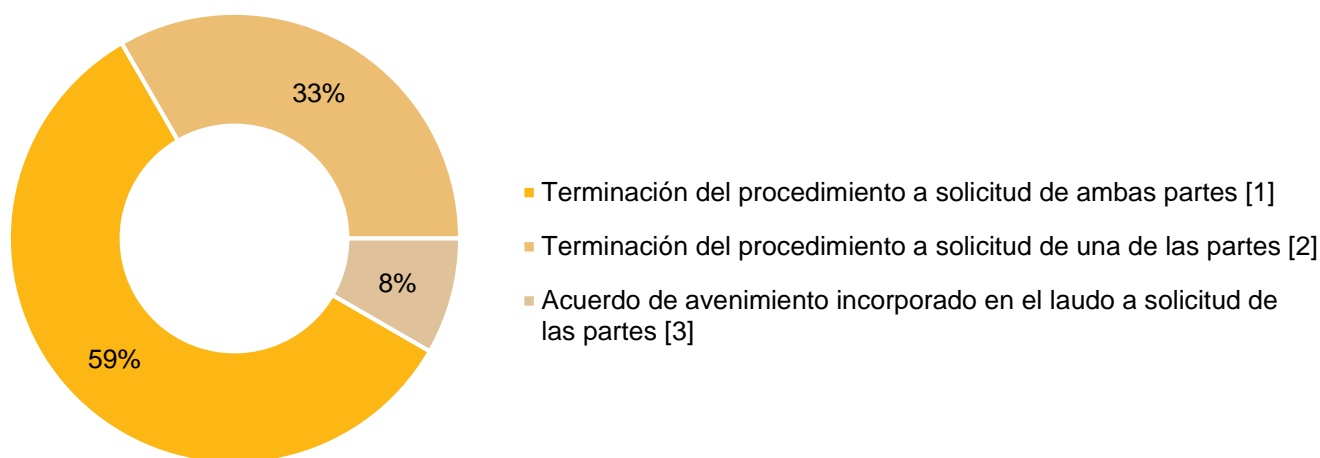 33%
8%
59%
Terminación del procedimiento a solicitud de ambas partes [1]
Terminación del procedimiento a solicitud de una de las partes [2]
Acuerdo de avenimiento incorporado en el laudo a solicitud de
las partes [3]